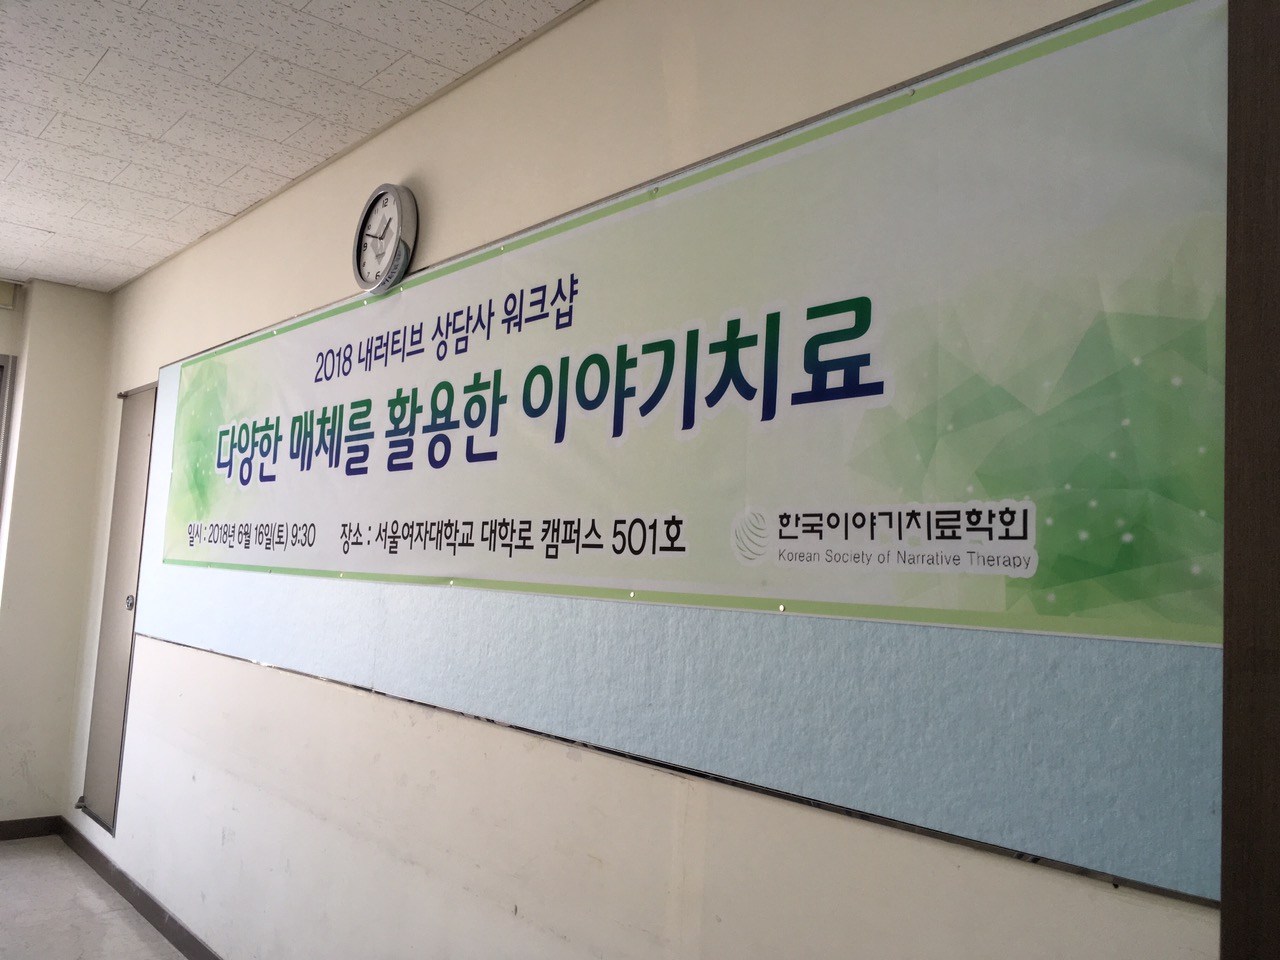 2018 내러티브 상담사 워크샵
다양한 매체를 활용한 이야기치료
일시 : 2018년 6월 16일(토) 9:30 장소 : 서울여자대학교 대학로 캠퍼스 501호
한국이야기치료학회
Korean Society of Narrative Therapy